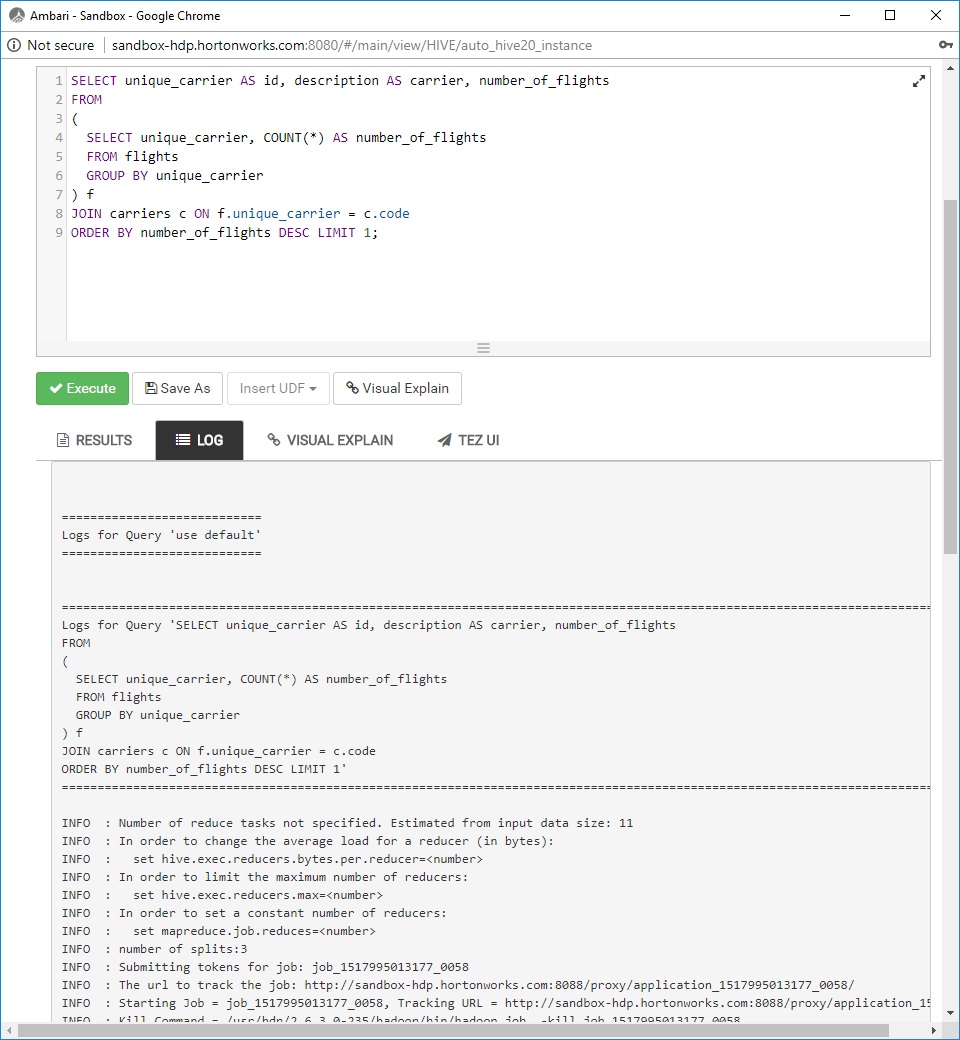 Ambari - Sandbox - Google Chrome
Not secure sandbox-hdp.hortonworks.com:8080/#/main/view/HIVE/auto_hive20_instance
1 SELECT unique_carrier AS id, description AS carrier, number_of_flights
2 FROM
3 (
4 SELECT unique_carrier, COUNT(*) AS number_of_flights
5 FROM flights
6 GROUP BY unique_carrier
7 ) f
8 JOIN carriers c ON f.unique_carrier = c.code
9 ORDER BY number_of_flights DESC LIMIT 1;
Execute Save As Insert UDF Visual Explain
RESULTS LOG VISUAL EXPLAIN TEZ UI
============================
Logs for Query 'use default'
============================
==========================================================================================================================
Logs for Query 'SELECT unique_carrier AS id, description AS carrier, number_of_flights
FROM
(
SELECT unique_carrier, COUNT(*) AS number_of_flights
FROM flights
GROUP BY unique_carrier
) f
JOIN carriers c ON f.unique_carrier = c.code
ORDER BY number_of_flights DESC LIMIT 1'
==========================================================================================================================
INFO : Number of reduce tasks not specified. Estimated from input data size: 11
INFO : In order to change the average load for a reducer (in bytes):
INFO : set hive.exec.reducers.bytes.per.reducer=<number>
INFO : In order to limit the maximum number of reducers:
INFO : set hive.exec.reducers.max=<number>
INFO : In order to set a constant number of reducers:
INFO : set mapreduce.job.reduces=<number>
INFO : number of splits:3
INFO : Submitting tokens for job: job_1517995013177_0058
INFO : The url to track the job: http://sandbox-hdp.hortonworks.com:8088/proxy/application_1517995013177_0058/
INFO : Starting Job = job_1517995013177_0058, Tracking URL = http://sandbox-hdp.hortonworks.com:8088/proxy/application_15
INFO : Kill Command = /usr/hdp/2.6.3.0-235/hadoop/bin/hadoop job -kill job_1517995013177_0058